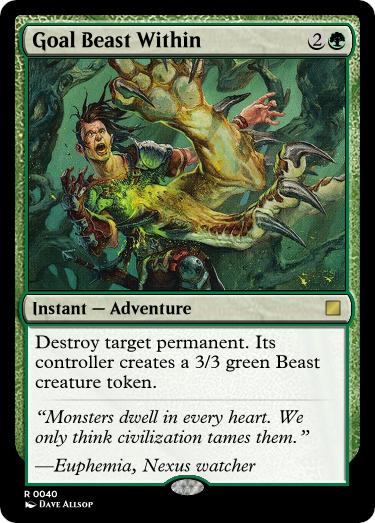 Goal Beast Within 2
Instant — Adventure
Destroy target permanent. Its
controller creates a 3/3 green Beast
creature token.
“Monsters dwell in every heart. We
only think civilization tames them.”
—Euphemia, Nexus watcher
R 0040
Dave Allsop